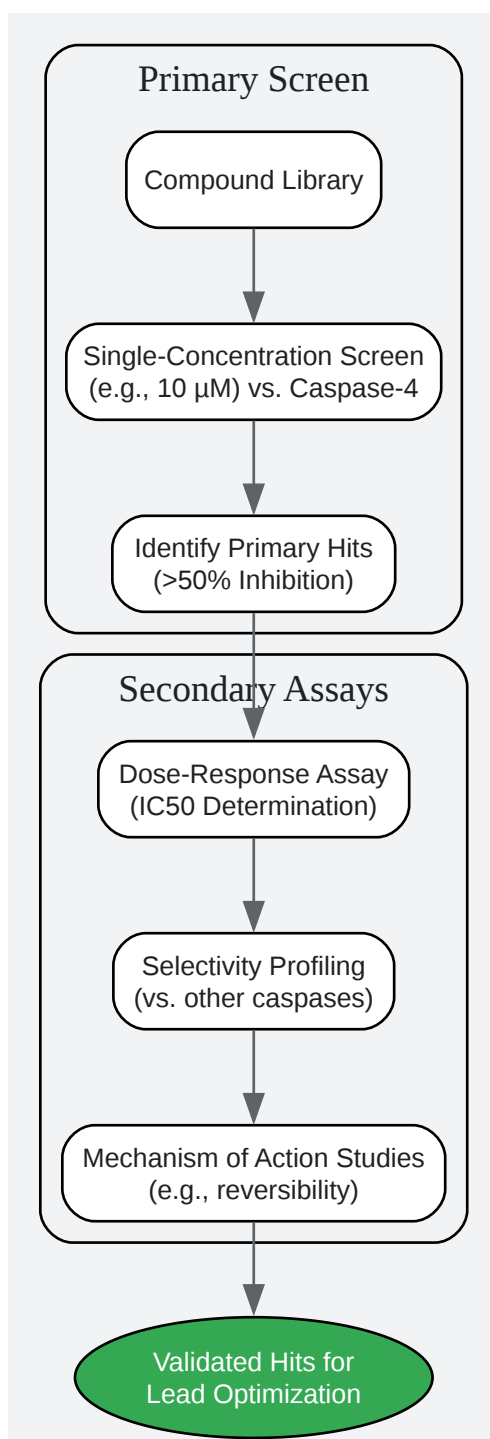 Primary Screen
Compound Library
Single-Concentration Screen
(e.g., 10 µM) vs. Caspase-4
Identify Primary Hits
(>50% Inhibition)
Secondary Assays
Dose-Response Assay
(IC50 Determination)
Selectivity Profiling
(vs. other caspases)
Mechanism of Action Studies
(e.g., reversibility)
Validated Hits for
Lead Optimization